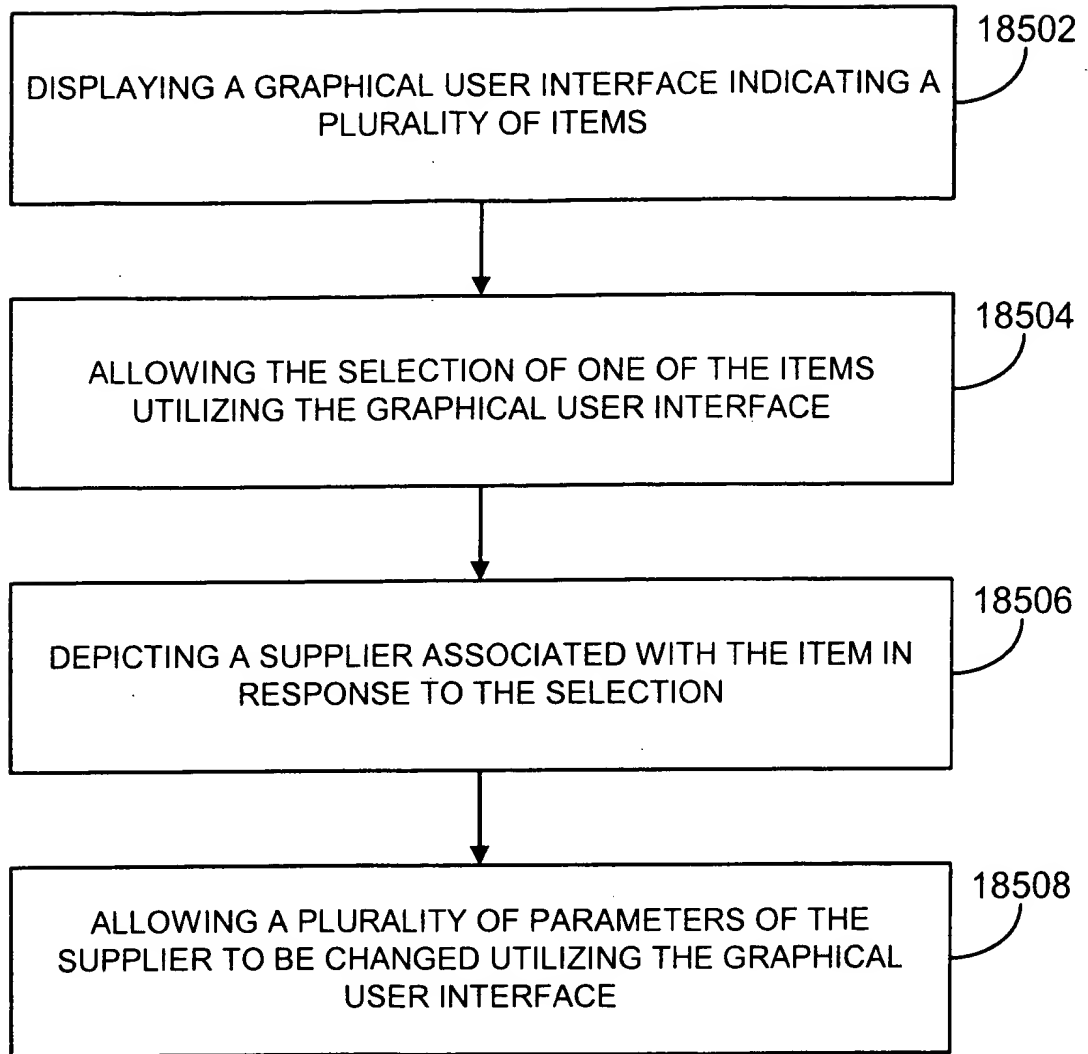 18502
DISPLAYING A GRAPHICAL USER INTERFACE INDICATING A
PLURALITY OF ITEMS
18504
ALLOWING THE SELECTION OF ONE OF THE ITEMS
UTILIZING THE GRAPHICAL USER INTERFACE
18506
DEPICTING A SUPPLIER ASSOCIATED WITH THE ITEM IN
RESPONSE TO THE SELECTION
18508
ALLOWING A PLURALITY OF PARAMETERS OF THE
SUPPLIER TO BE CHANGED UTILIZING THE GRAPHICAL
USER INTERFACE